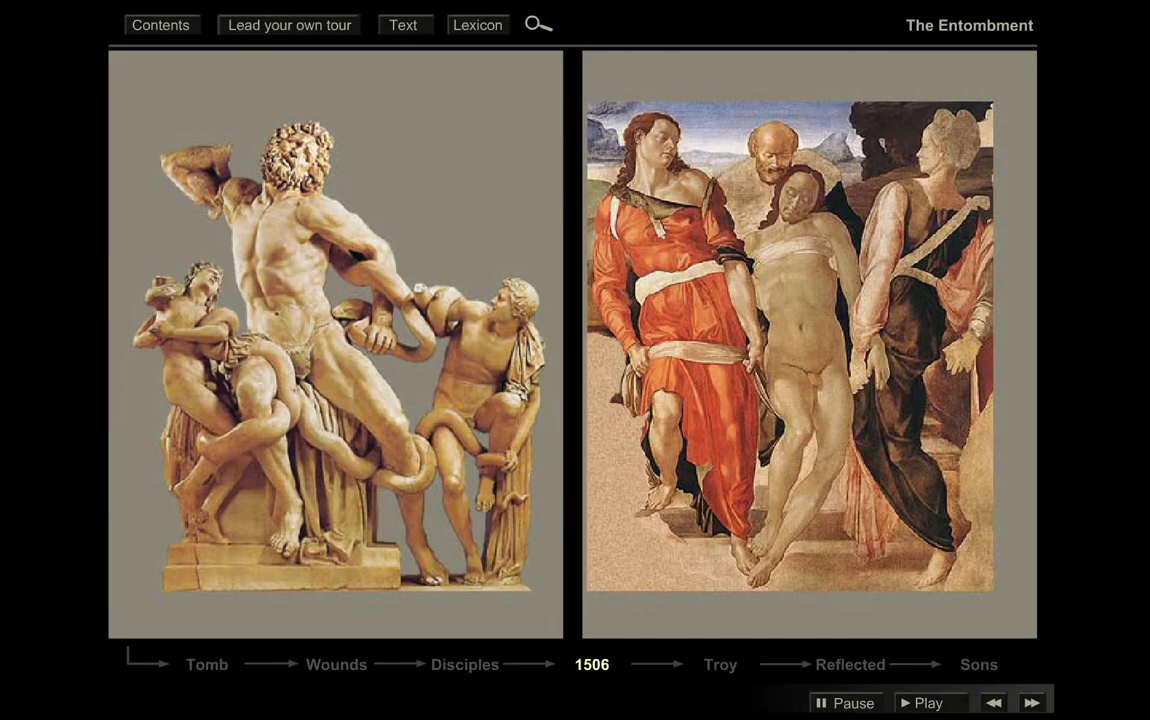 Contents
Lead your own tour
Text
Lexicon
The Entombment
Tomb
Wounds
Disciples
1506
Troy
Reflected
Sons
Pause
Play